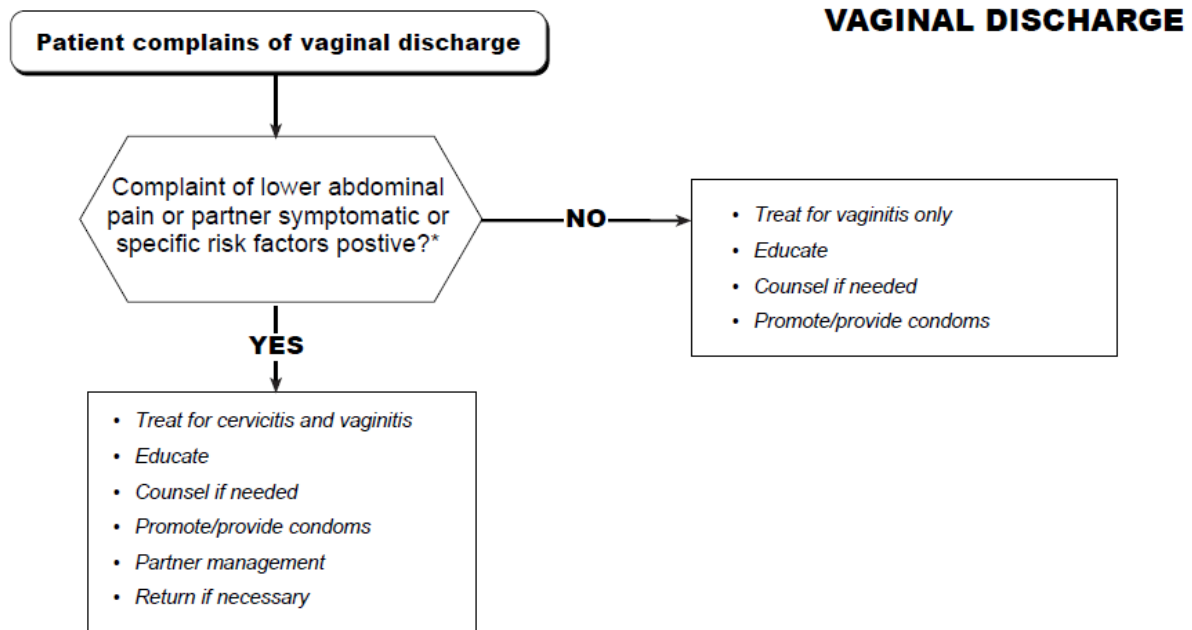 VAGINAL DISCHARGE
Patient complains of vaginal discharge
Complaint of lower abdominal
pain or partner symptomatic or
specific risk factors postive?*
NO
• Treat for vaginitis only
• Educate
• Counsel if needed
• Promote/provide condoms
YES
• Treat for cervicitis and vaginitis
• Educate
• Counsel if needed
• Promote/provide condoms
• Partner management
• Return if necessary